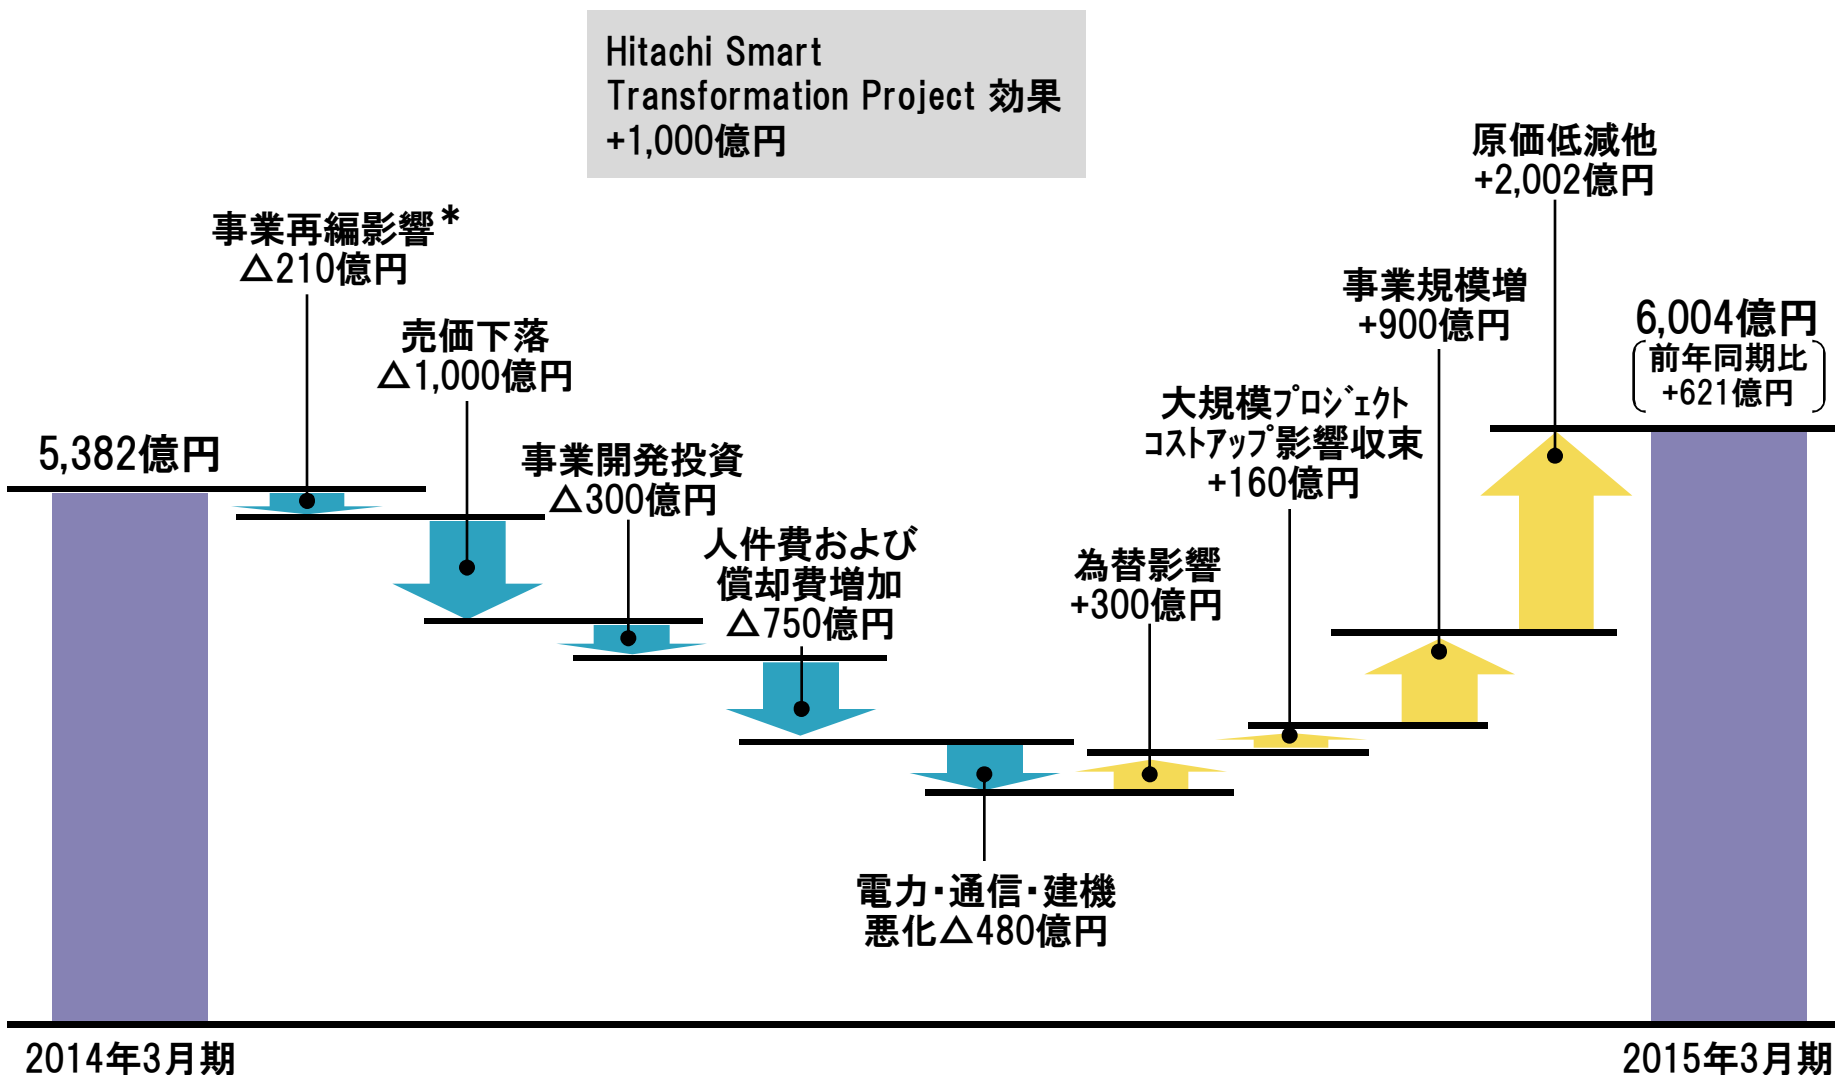 Hitachi Smart
Transformation Project 効果
+1,000億円
5,382億円
事業再編影響*
△210億円
売価下落
△1,000億円
事業開発投資
△300億円
人件費および
償却費増加
△750億円
電力・通信・建機
悪化△480億円
為替影響
+300億円
大規模ﾌﾟﾛｼﾞｪｸﾄ
ｺｽﾄｱｯﾌﾟ影響収束
+160億円
事業規模増
+900億円
原価低減他
+2,002億円
6,004億円
前年同期比
+621億円
2014年3月期
2015年3月期